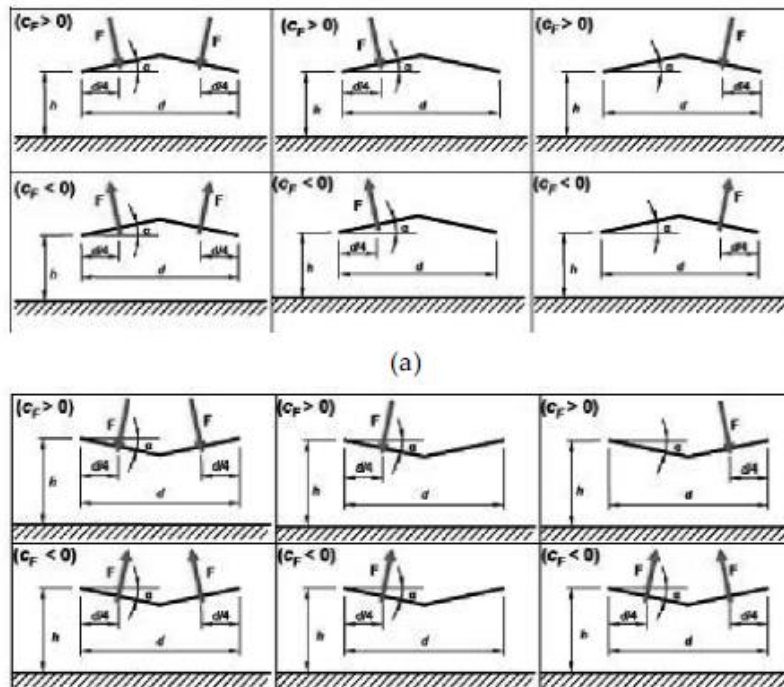 (cF > 0) (cF > 0) (cF > 0)
F F F F
α α α
d/4 d/4 d/4 d/4
h d h d h d
(cF < 0) (cF < 0) (cF < 0)
F F F F
α α α
d/4 d/4 d/4 d/4
h d h d h d
(a)
(cF > 0) (cF > 0) (cF > 0)
F F F F
α α α
d/4 d/4 d/4 d/4
h d h d h d
(cF < 0) (cF < 0) (cF < 0)
F F F F F
α α α
d/4 d/4 d/4 d/4 d/4
h d h d h d